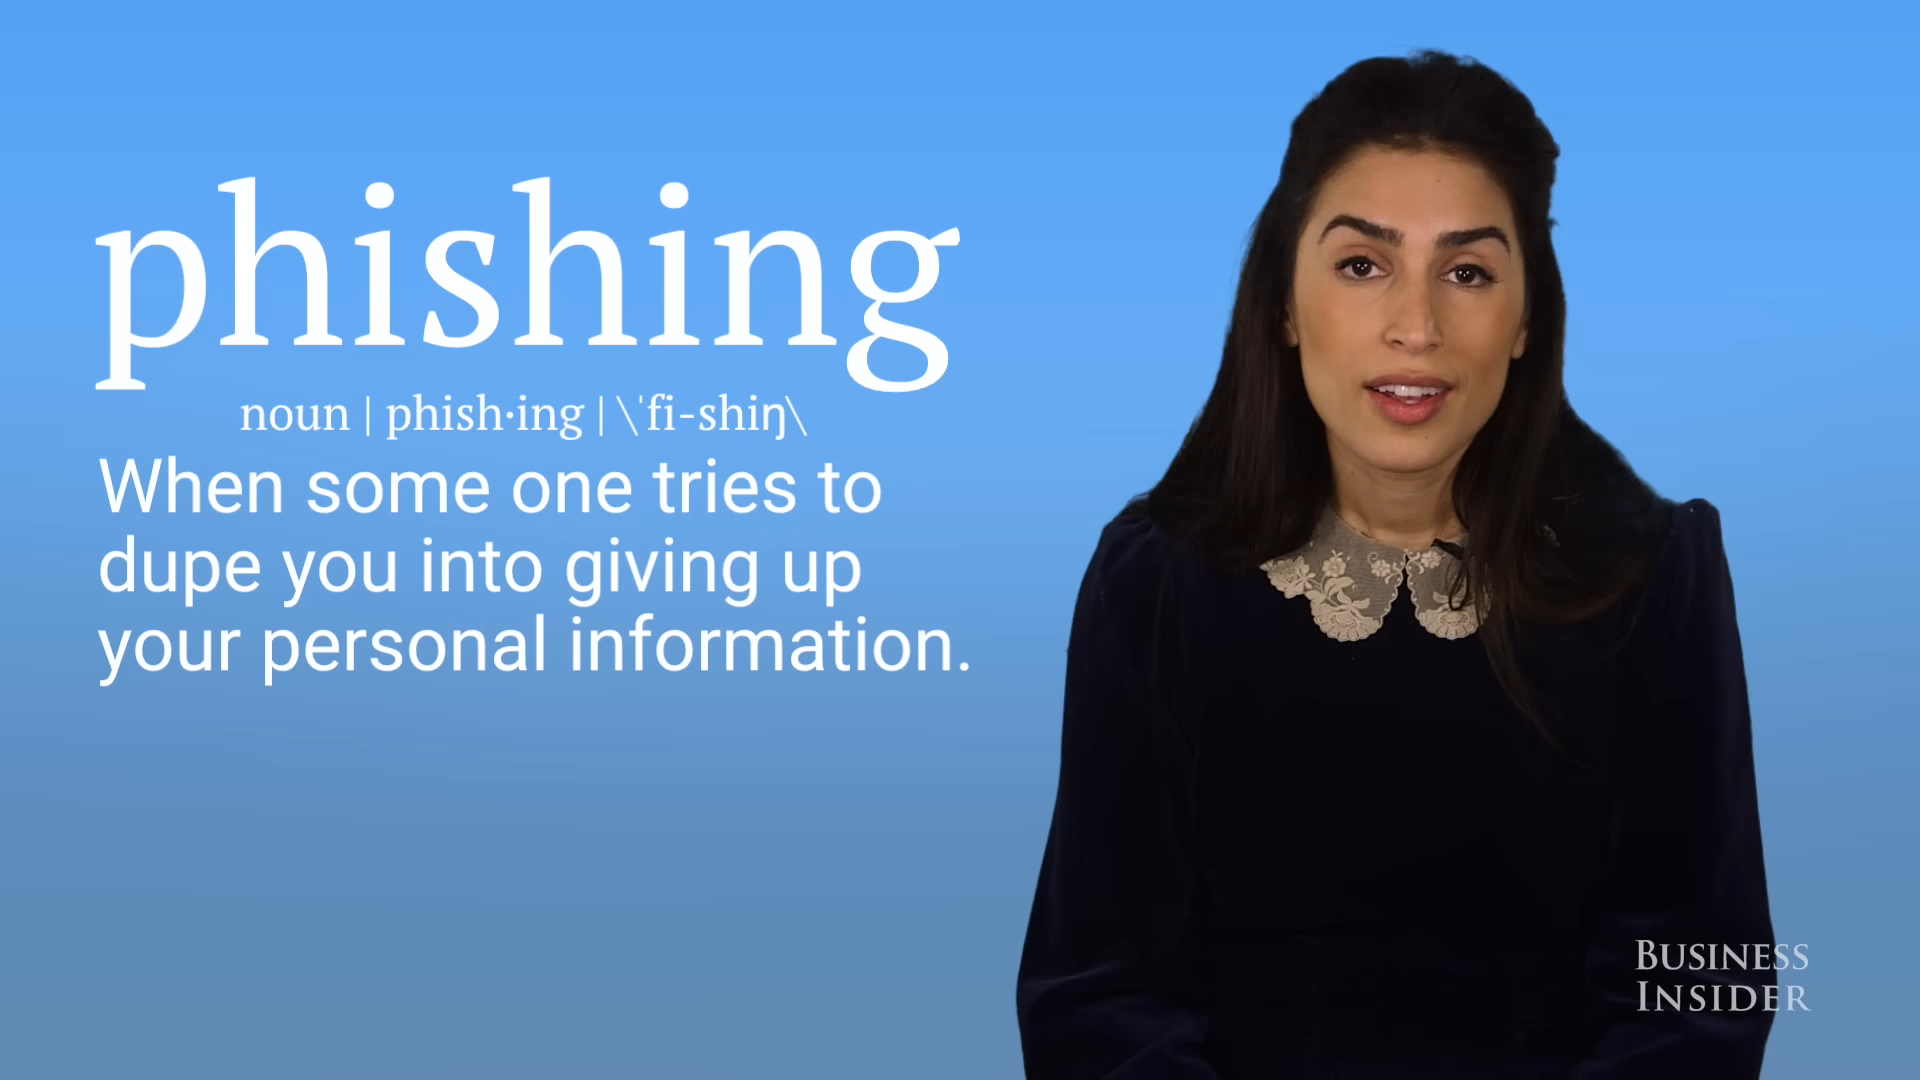 phishing
noun | phish·ing | \ˈfi-shiŋ\
When some one tries to
dupe you into giving up
your personal information.
BUSINESS
INSIDER